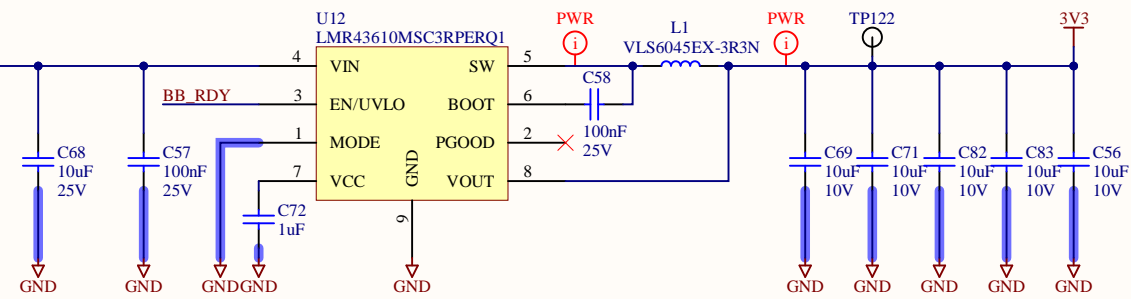 U12
LMR43610MSC3RPERQ1
PWR
i
L1
VLS6045EX-3R3N
PWR
i
TP122
3V3
4 VIN
SW 5
BB_RDY
3 EN/UVLO
BOOT 6
C58
100nF
25V
1 MODE
PGOOD 2
7 VCC
GND
VOUT 8
9
C68
10uF
25V
C57
100nF
25V
C72
1uF
C69
10uF
10V
C71
10uF
10V
C82
10uF
10V
C83
10uF
10V
C56
10uF
10V
GND
GND
GND
GND
GND
GND
GND
GND
GND
GND